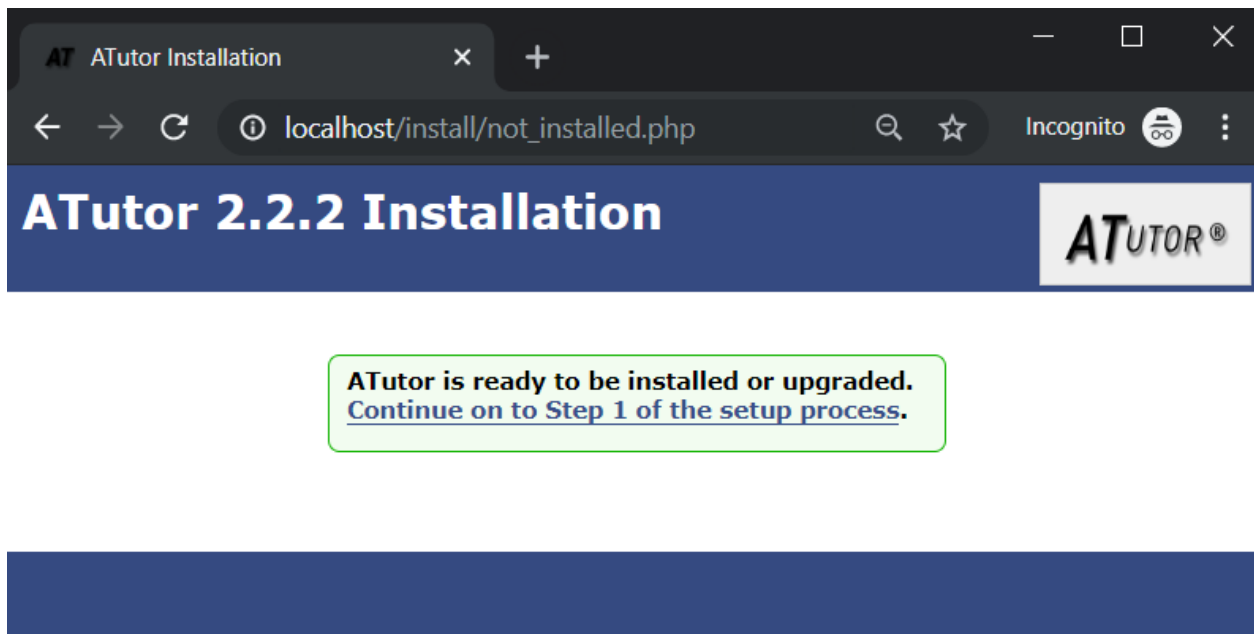 AT ATutor Installation
localhost/install/not_installed.php
Incognito
ATutor 2.2.2 Installation
ATUTOR®
ATutor is ready to be installed or upgraded.
Continue on to Step 1 of the setup process.